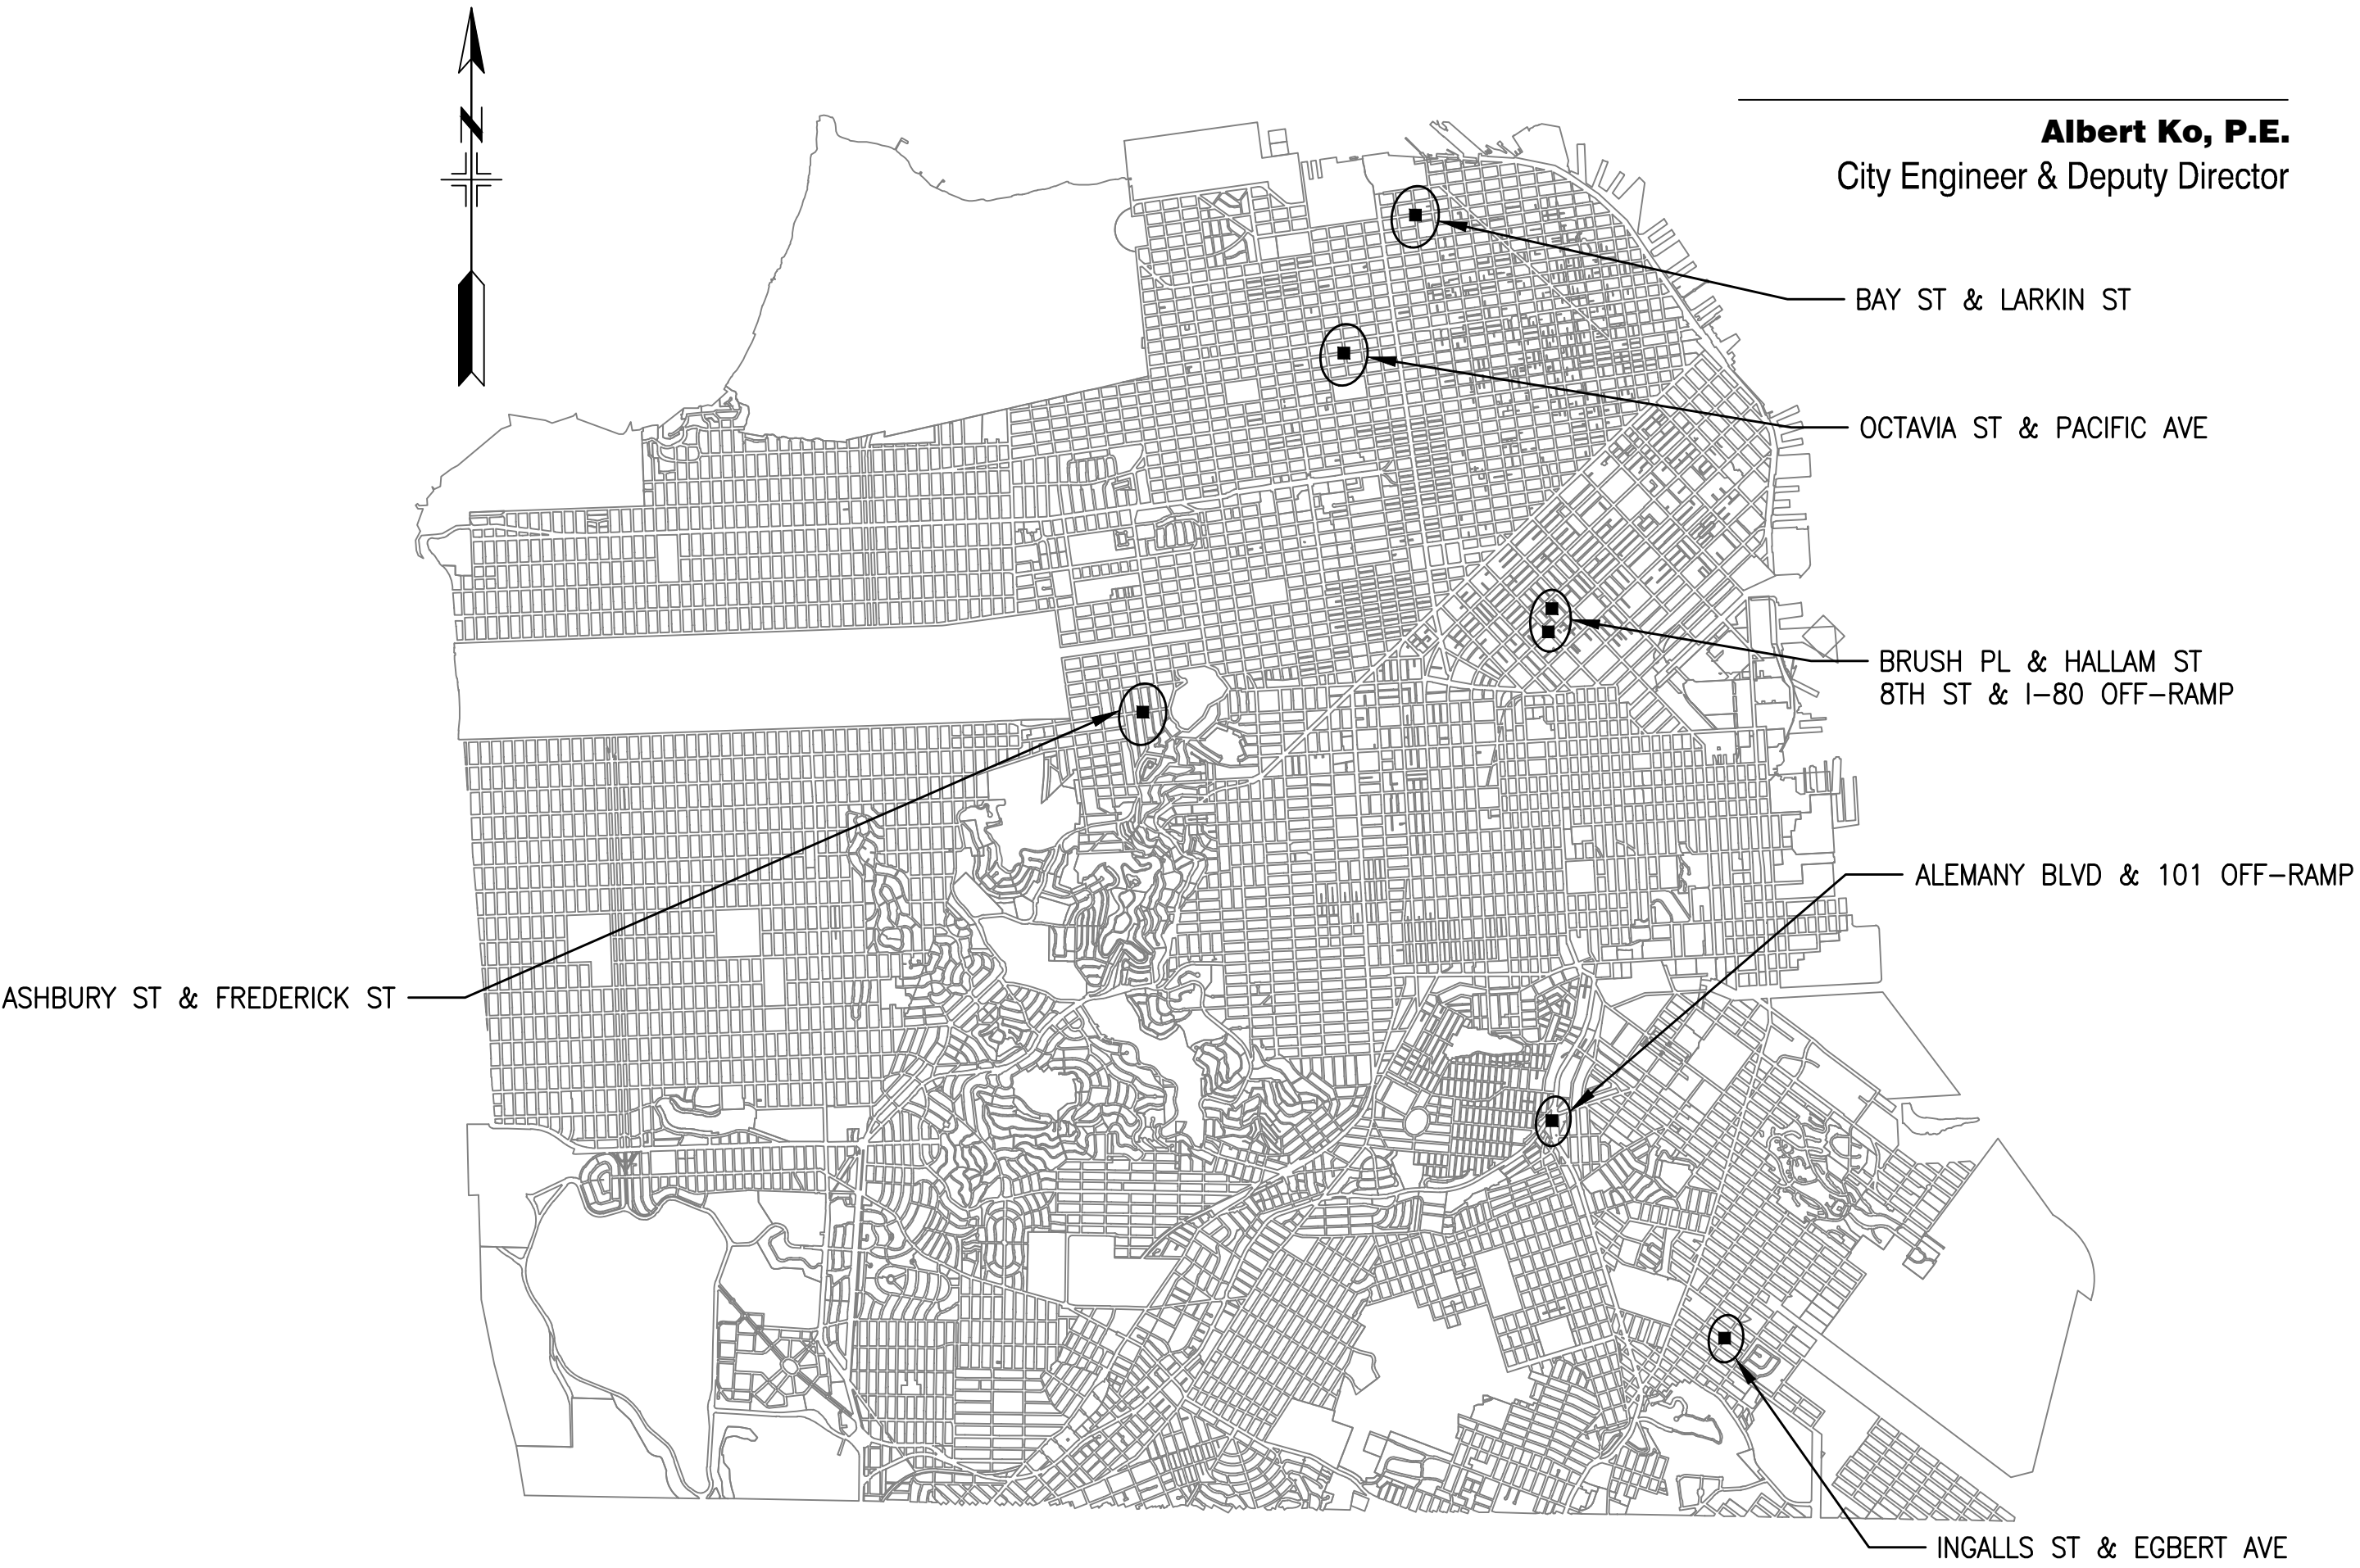 N
Albert Ko, P.E.
City Engineer & Deputy Director
BAY ST & LARKIN ST
OCTAVIA ST & PACIFIC AVE
BRUSH PL & HALLAM ST
8TH ST & I-80 OFF-RAMP
ALEMANY BLVD & 101 OFF-RAMP
ASHBURY ST & FREDERICK ST
INGALLS ST & EGBERT AVE